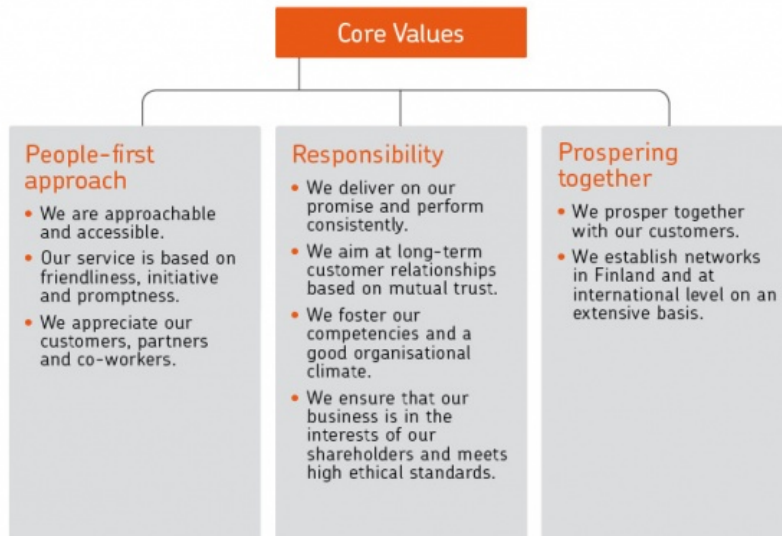 Core Values
People-first
approach
• We are approachable
and accessible.
• Our service is based on
friendliness, initiative
and promptness.
• We appreciate our
customers, partners
and co-workers.
Responsibility
• We deliver on our
promise and perform
consistently.
• We aim at long-term
customer relationships
based on mutual trust.
• We foster our
competencies and a
good organisational
climate.
• We ensure that our
business is in the
interests of our
shareholders and meets
high ethical standards.
Prospering
together
• We prosper together
with our customers.
• We establish networks
in Finland and at
international level on an
extensive basis.